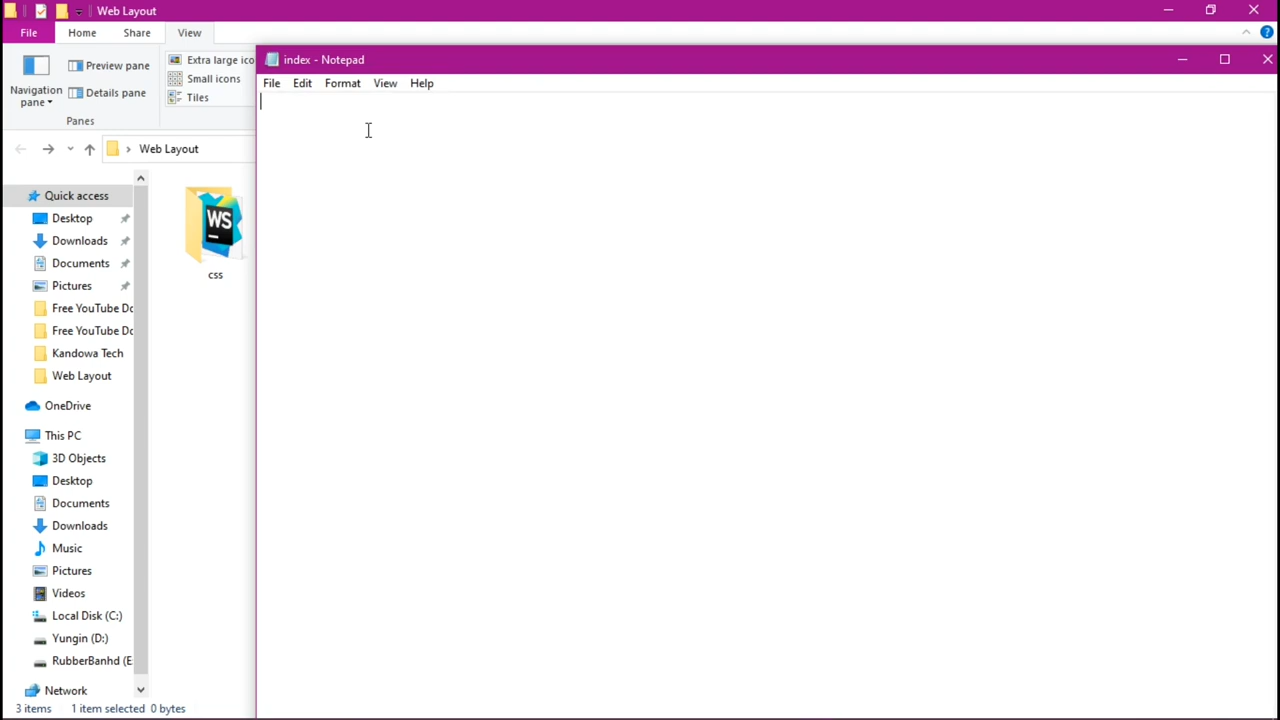 Web Layout
File Home Share View
Navigation pane
Preview pane
Details pane
Panes
Extra large ico
Small icons
Tiles
Web Layout
Quick access
Desktop
Downloads
Documents
Pictures
Free YouTube Do
Free YouTube Do
Kandowa Tech
Web Layout
OneDrive
This PC
3D Objects
Desktop
Documents
Downloads
Music
Pictures
Videos
Local Disk (C:)
Yungin (D:)
RubberBanhd (E
Network
3 items 1 item selected 0 bytes
WS
css
index - Notepad
File Edit Format View Help